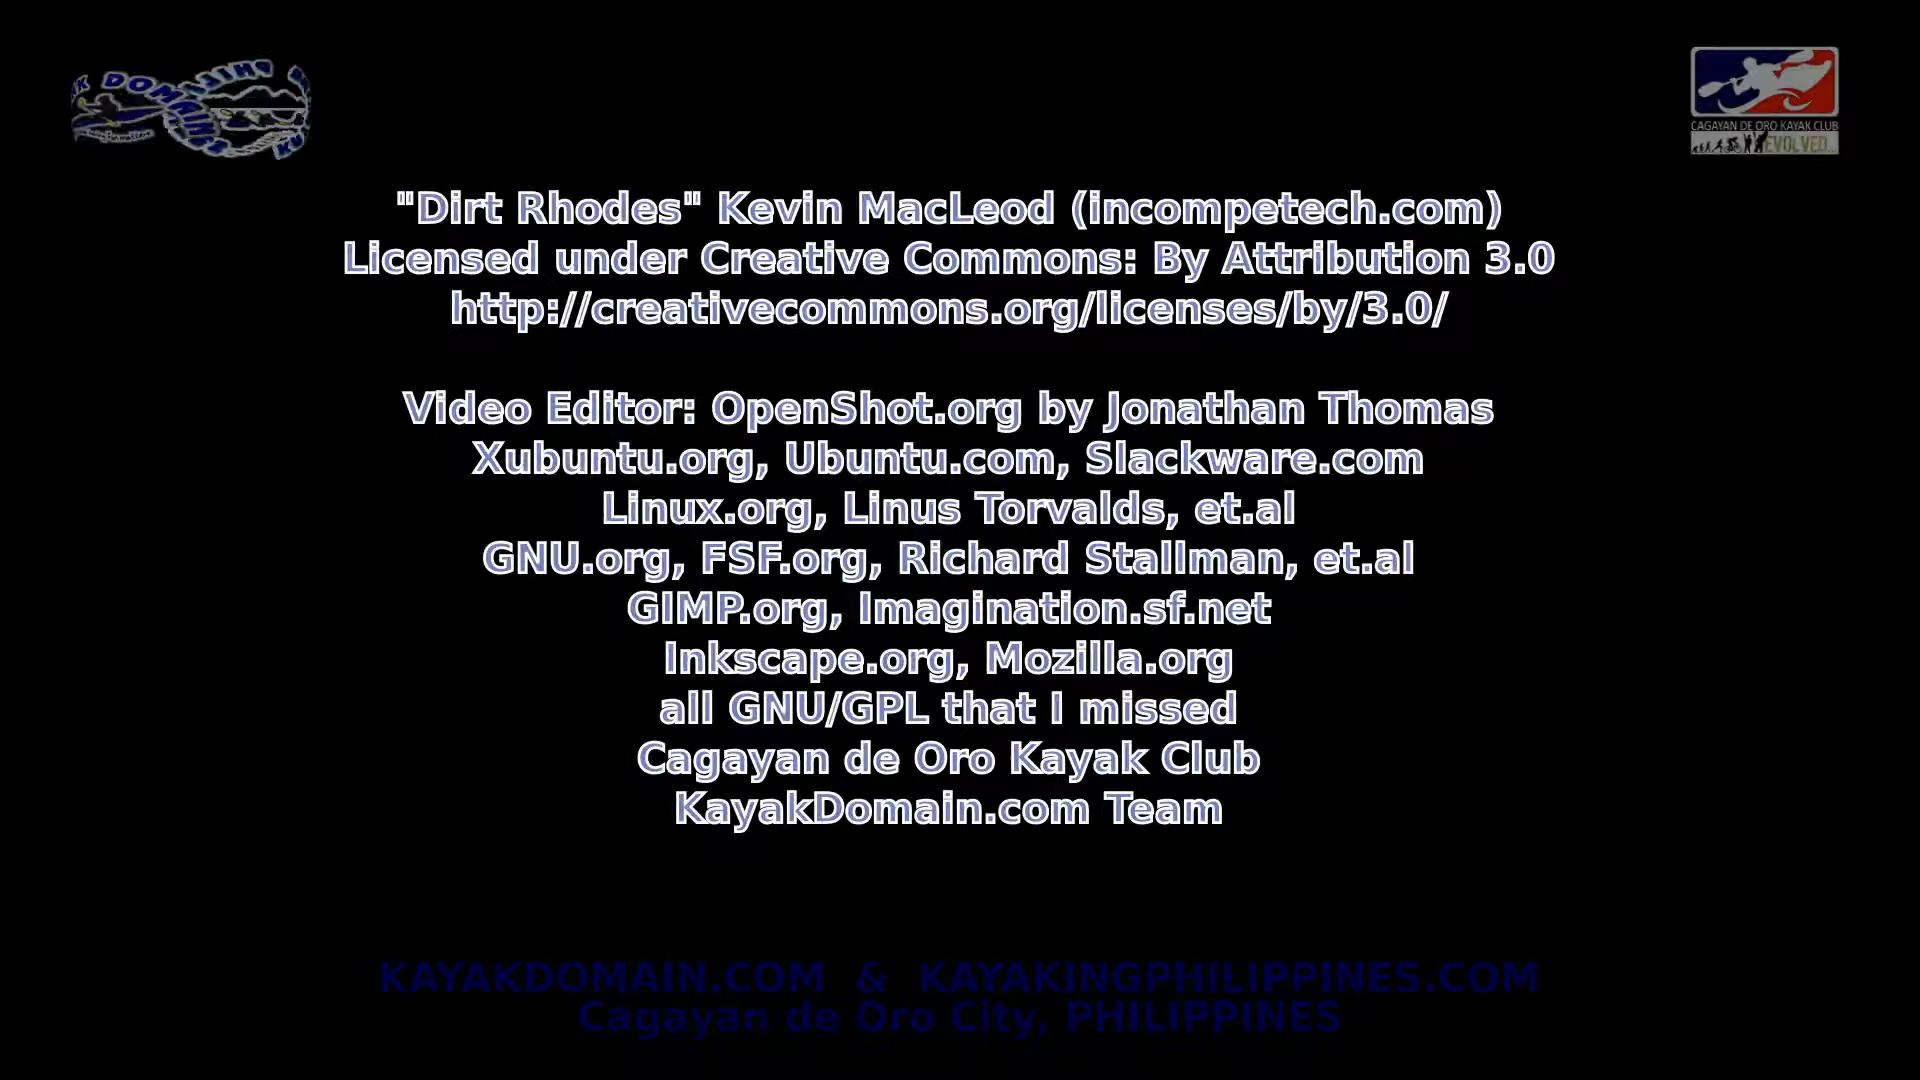 DOMAIN
CAGAYAN DE ORO KAYAK CLUB
EVOLVED...
"Dirt Rhodes" Kevin MacLeod (incompetech.com)
Licensed under Creative Commons: By Attribution 3.0
http://creativecommons.org/licenses/by/3.0/
Video Editor: OpenShot.org by Jonathan Thomas
Xubuntu.org, Ubuntu.com, Slackware.com
Linux.org, Linus Torvalds, et.al
GNU.org, FSF.org, Richard Stallman, et.al
GIMP.org, Imagination.sf.net
Inkscape.org, Mozilla.org
all GNU/GPL that I missed
Cagayan de Oro Kayak Club
KayakDomain.com Team
KAYAKDOMAIN.COM & KAYAKINGPHILIPPINES.COM
Cagayan de Oro City, PHILIPPINES